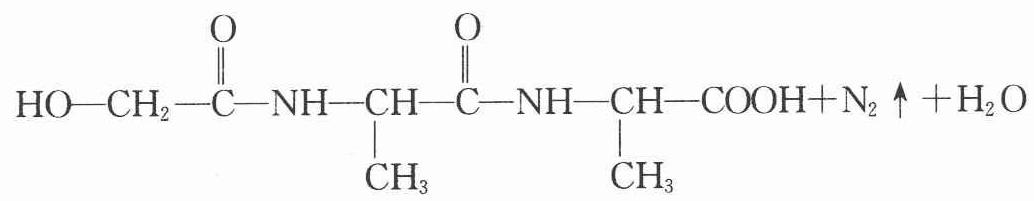 O O
HO—CH₂—C—NH—CH—C—NH—CH—COOH+N₂↑+H₂O
CH₃ CH₃